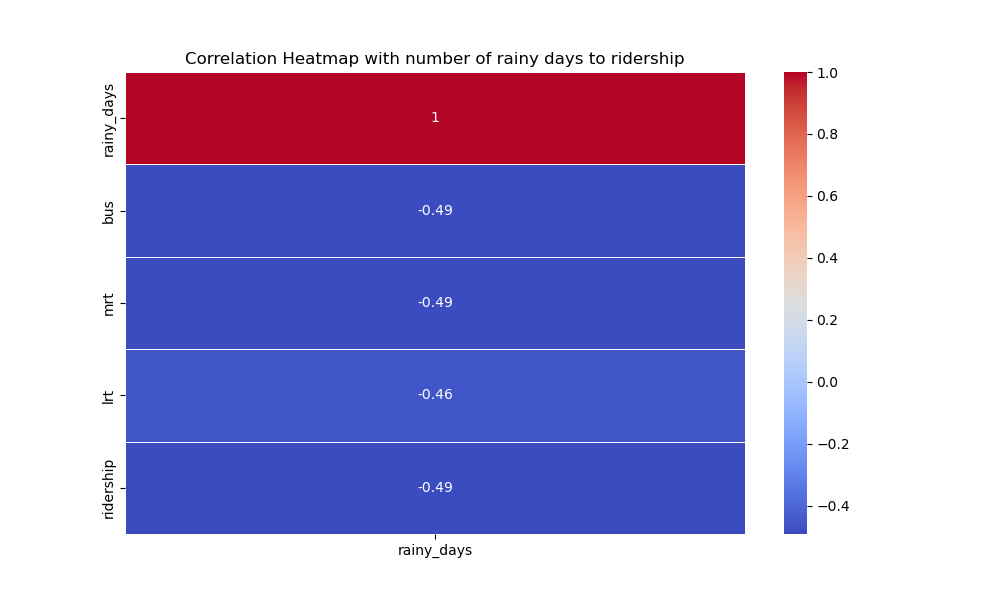 Correlation Heatmap with number of rainy days to ridership
rainy_days
1
bus
-0.49
mrt
-0.49
lrt
-0.46
ridership
-0.49
rainy_days
1.0
0.8
0.6
0.4
0.2
0.0
−0.2
−0.4